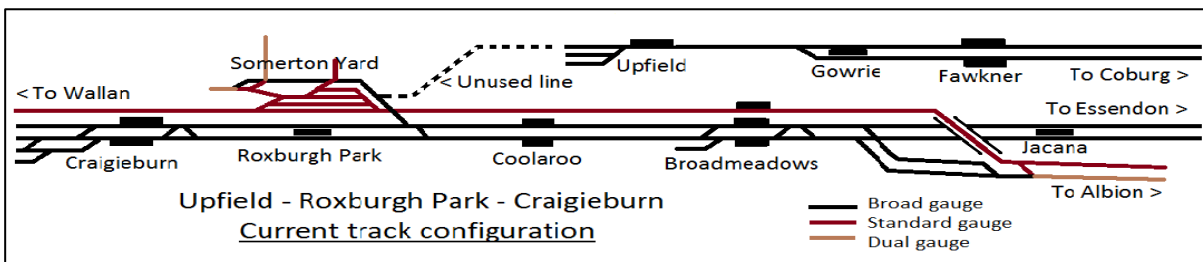 Somerton Yard
Upfield
Gowrie
Fawkner
To Coburg >
< Unused line
< To Wallan
To Essendon >
Craigieburn
Roxburgh Park
Coolaroo
Broadmeadows
Jacana
To Albion >
Upfield - Roxburgh Park - Craigieburn
Current track configuration
Broad gauge
Standard gauge
Dual gauge